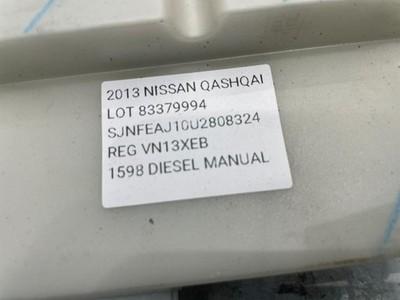 2013 NISSAN QASHQAI
LOT 83379994
SJNFEAJ10U2808324
REG VN13XEB
1598 DIESEL MANUAL